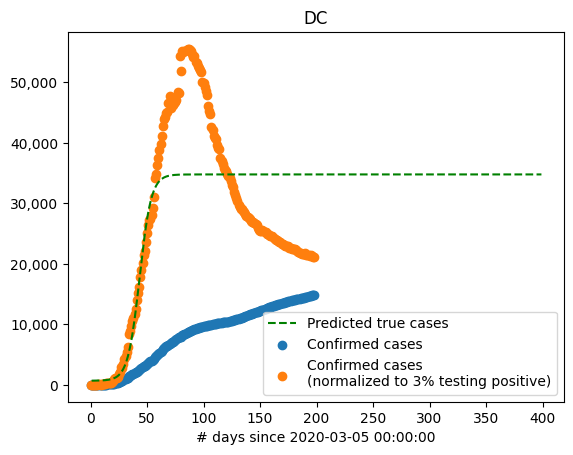 DC
50,000
40,000
30,000
20,000
10,000
0
Predicted true cases
Confirmed cases
Confirmed cases
(normalized to 3% testing positive)
0 50 100 150 200 250 300 350 400
# days since 2020-03-05 00:00:00